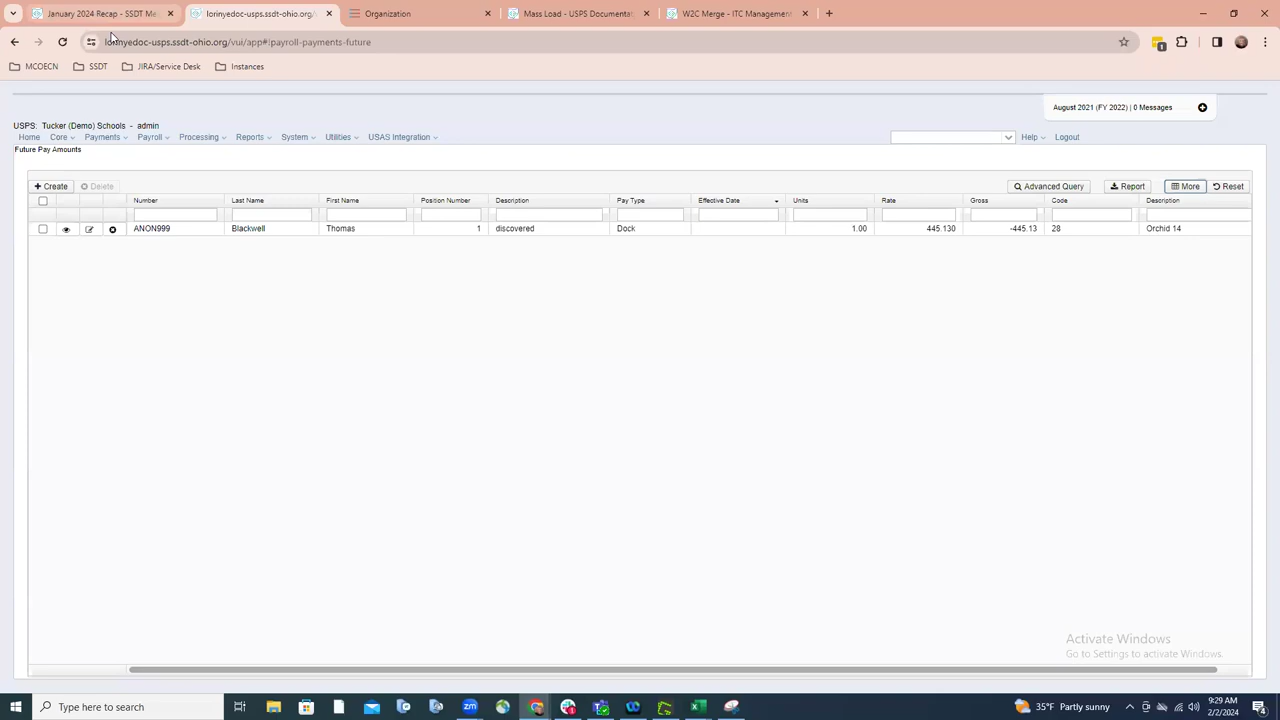 January 2024 Recap - SSDT Me
lorinyedoc-usps.ssdt-ohio.org/v
Organization
Mass Load - USPS Documentat
W2C Merge - ITC Management
lorinyedoc-usps.ssdt-ohio.org/vui/app#!payroll-payments-future
MCOECN SSDT JIRA/Service Desk Instances
August 2021 (FY 2022) | 0 Messages
USPS: Tucker (Demo) Schools - admin
Home Core Payments Payroll Processing Reports System Utilities USAS Integration Help Logout
Future Pay Amounts
Create Delete Advanced Query Report More Reset
Number Last Name First Name Position Number Description Pay Type Effective Date Units Rate Gross Code Description
ANON999 Blackwell Thomas 1 discovered Dock 1.00 445.130 -445.13 28 Orchid 14
Activate Windows
Go to Settings to activate Windows.
Type here to search
35°F Partly sunny
9:29 AM
2/2/2024